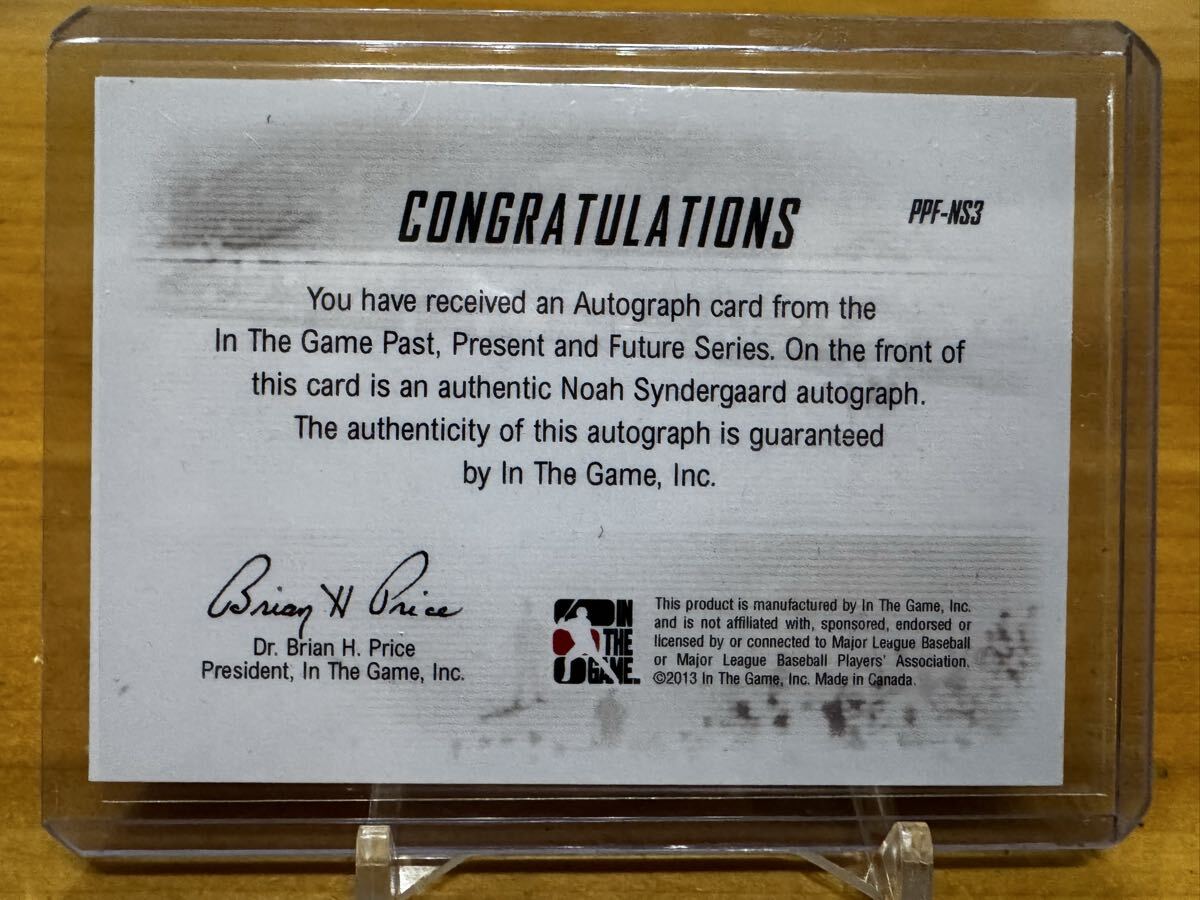 CONGRATULATIONS
PPF-NS3
You have received an Autograph card from the
In The Game Past, Present and Future Series. On the front of
this card is an authentic Noah Syndergaard autograph.
The authenticity of this autograph is guaranteed
by In The Game, Inc.
Brian H Price
Dr. Brian H. Price
President, In The Game, Inc.
IN
THE
GAME.
This product is manufactured by In The Game, Inc.
and is not affiliated with, sponsored, endorsed or
licensed by or connected to Major League Baseball
or Major League Baseball Players' Association.
©2013 In The Game, Inc. Made in Canada.